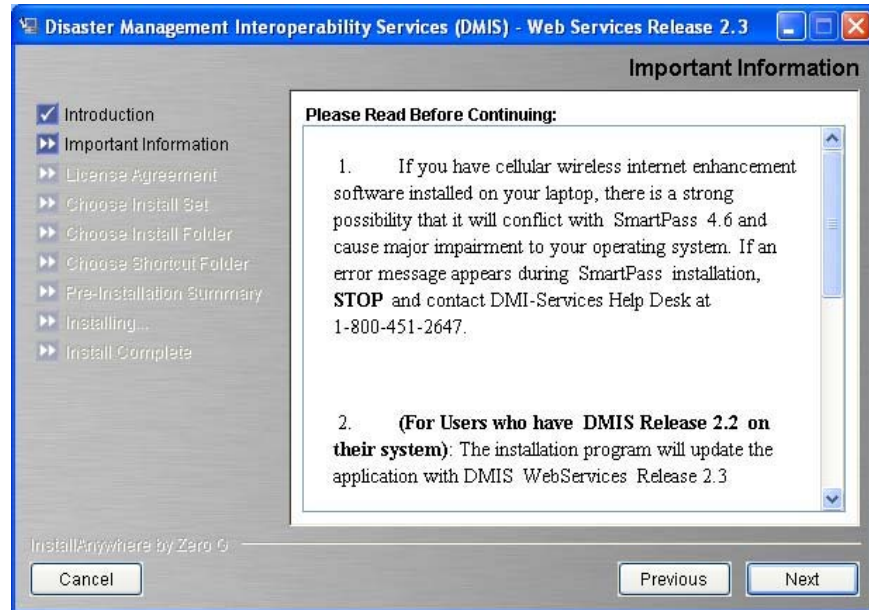 Disaster Management Interoperability Services (DMIS) - Web Services Release 2.3
Important Information
Introduction
Important Information
License Agreement
Choose Install Set
Choose Install Folder
Choose Shortcut Folder
Pre-Installation Summary
Installing...
Install Complete
Please Read Before Continuing:
1. If you have cellular wireless internet enhancement
software installed on your laptop, there is a strong
possibility that it will conflict with SmartPass 4.6 and
cause major impairment to your operating system. If an
error message appears during SmartPass installation,
STOP and contact DMI-Services Help Desk at
1-800-451-2647.
2. (For Users who have DMIS Release 2.2 on
their system): The installation program will update the
application with DMIS WebServices Release 2.3
InstallAnywhere by Zero G
Cancel
Previous
Next